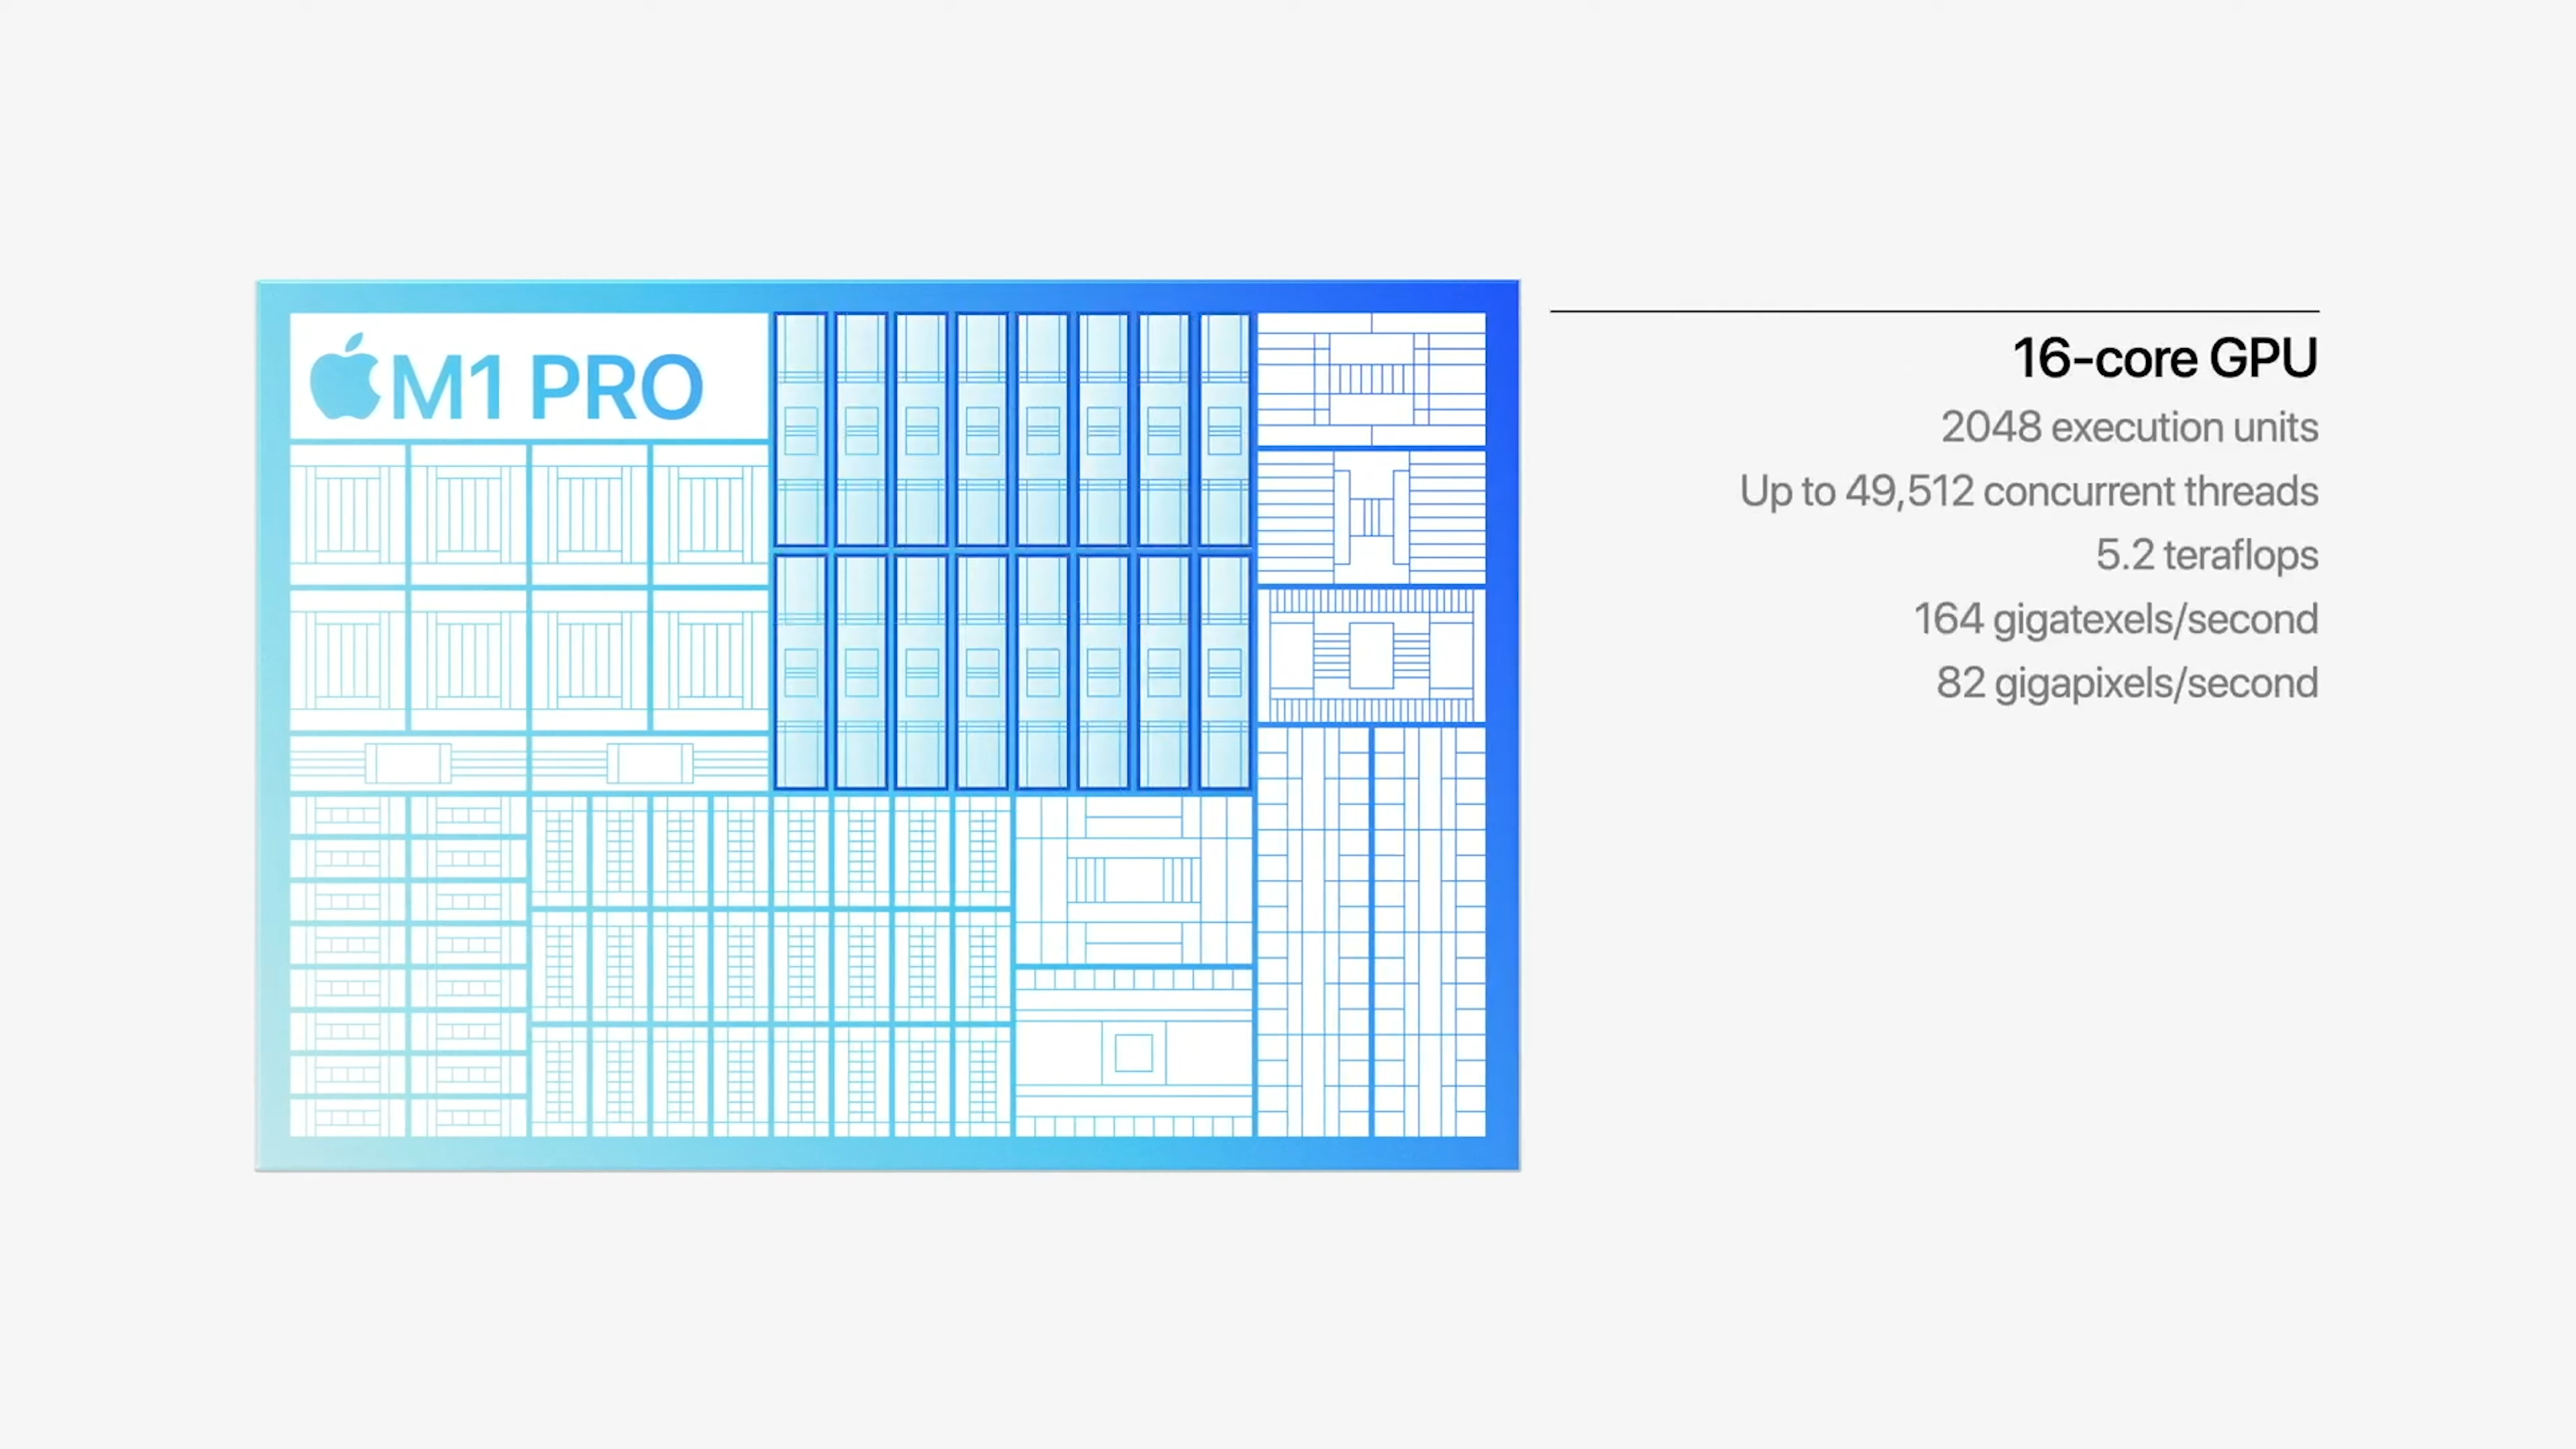 M1 PRO
16-core GPU
2048 execution units
Up to 49,512 concurrent threads
5.2 teraflops
164 gigatexels/second
82 gigapixels/second